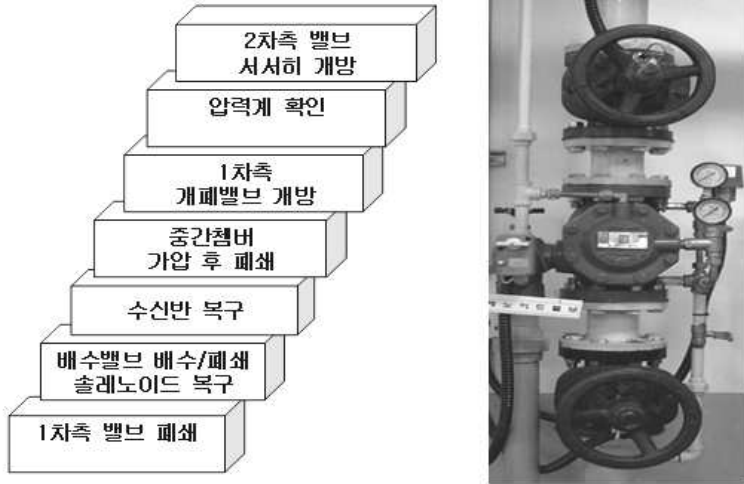 2차측 밸브
서서히 개방
압력계 확인
1차측
개폐밸브 개방
중간챔버
가압 후 폐쇄
수신반 복구
배수밸브 배수/폐쇄
솔레노이드 복구
1차측 밸브 폐쇄